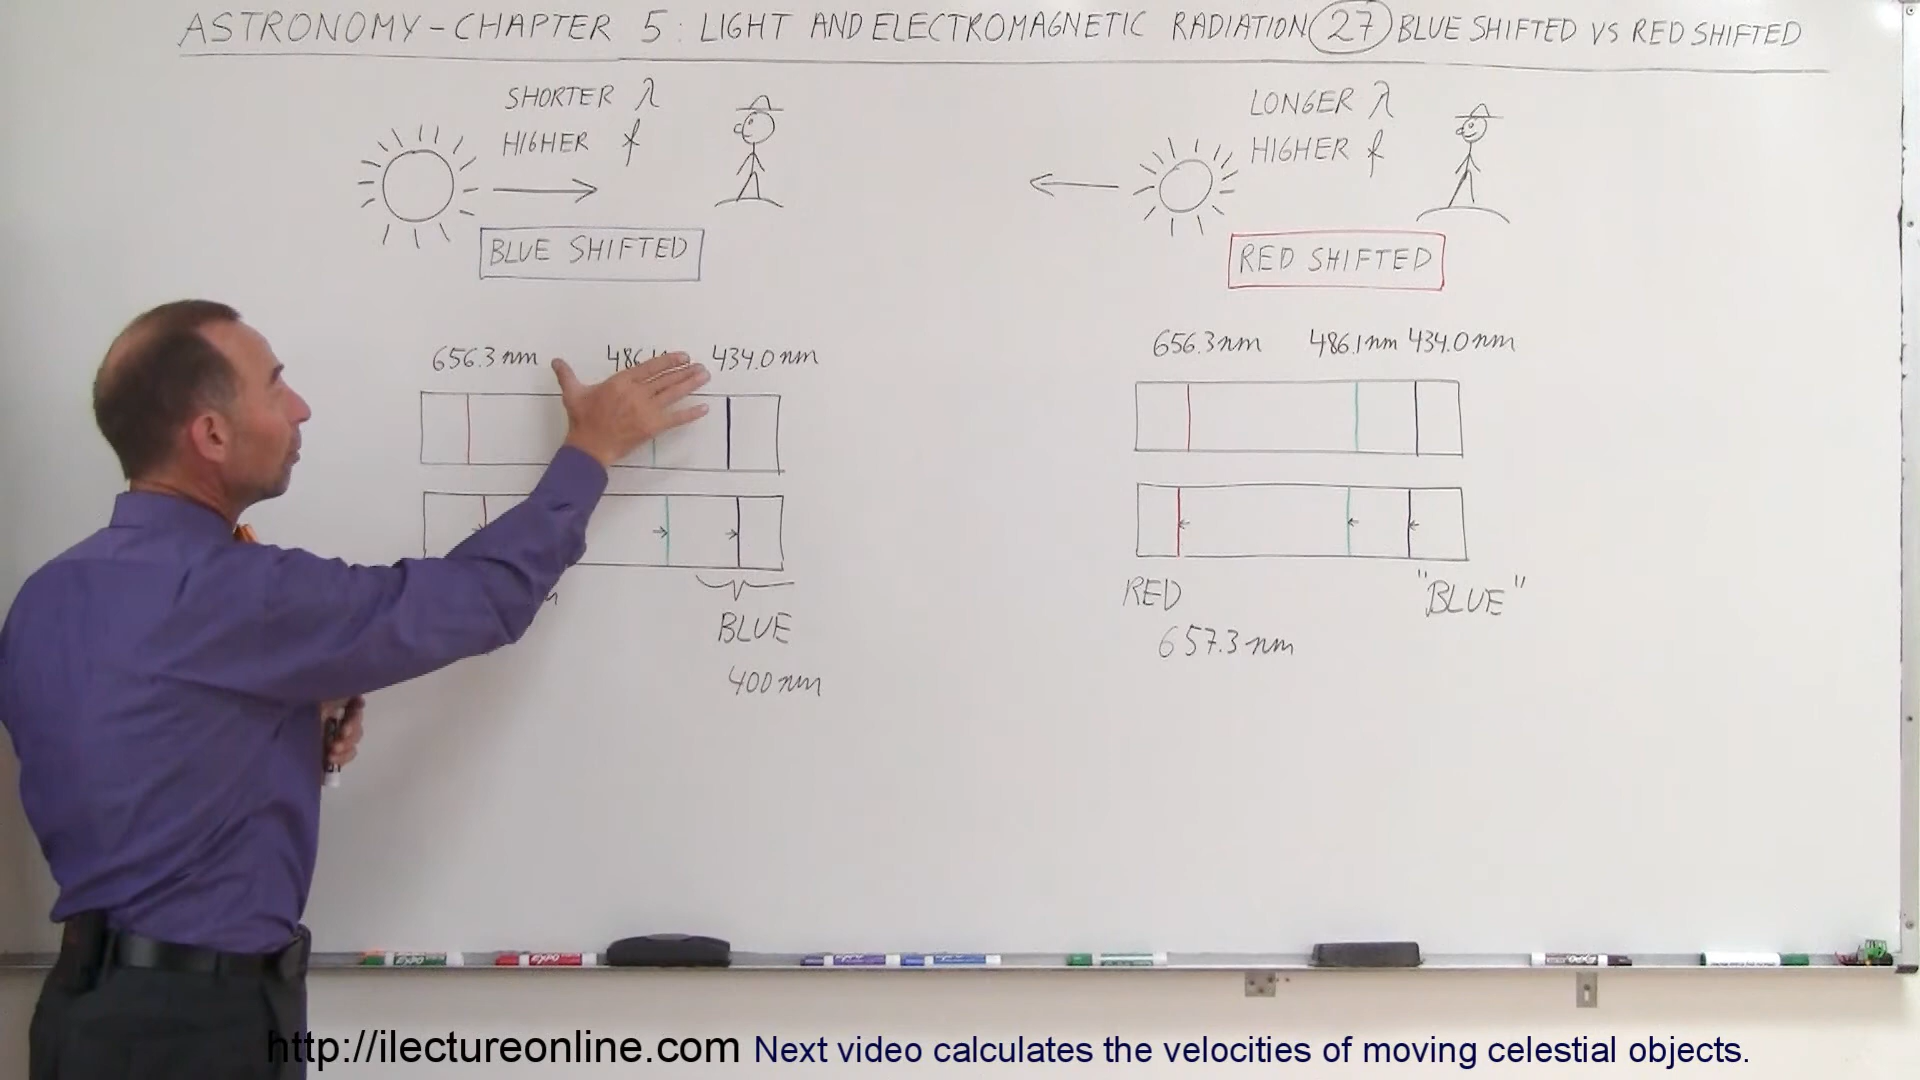 ASTRONOMY - CHAPTER 5 : LIGHT AND ELECTROMAGNETIC RADIATION 27 BLUE SHIFTED VS RED SHIFTED
SHORTER λ
HIGHER f
BLUE SHIFTED
656.3 nm 434.0 nm
BLUE
400 nm
LONGER λ
HIGHER f
RED SHIFTED
656.3 nm 486.1 nm 434.0 nm
RED "BLUE"
657.3 nm
http://ilectureonline.com Next video calculates the velocities of moving celestial objects.